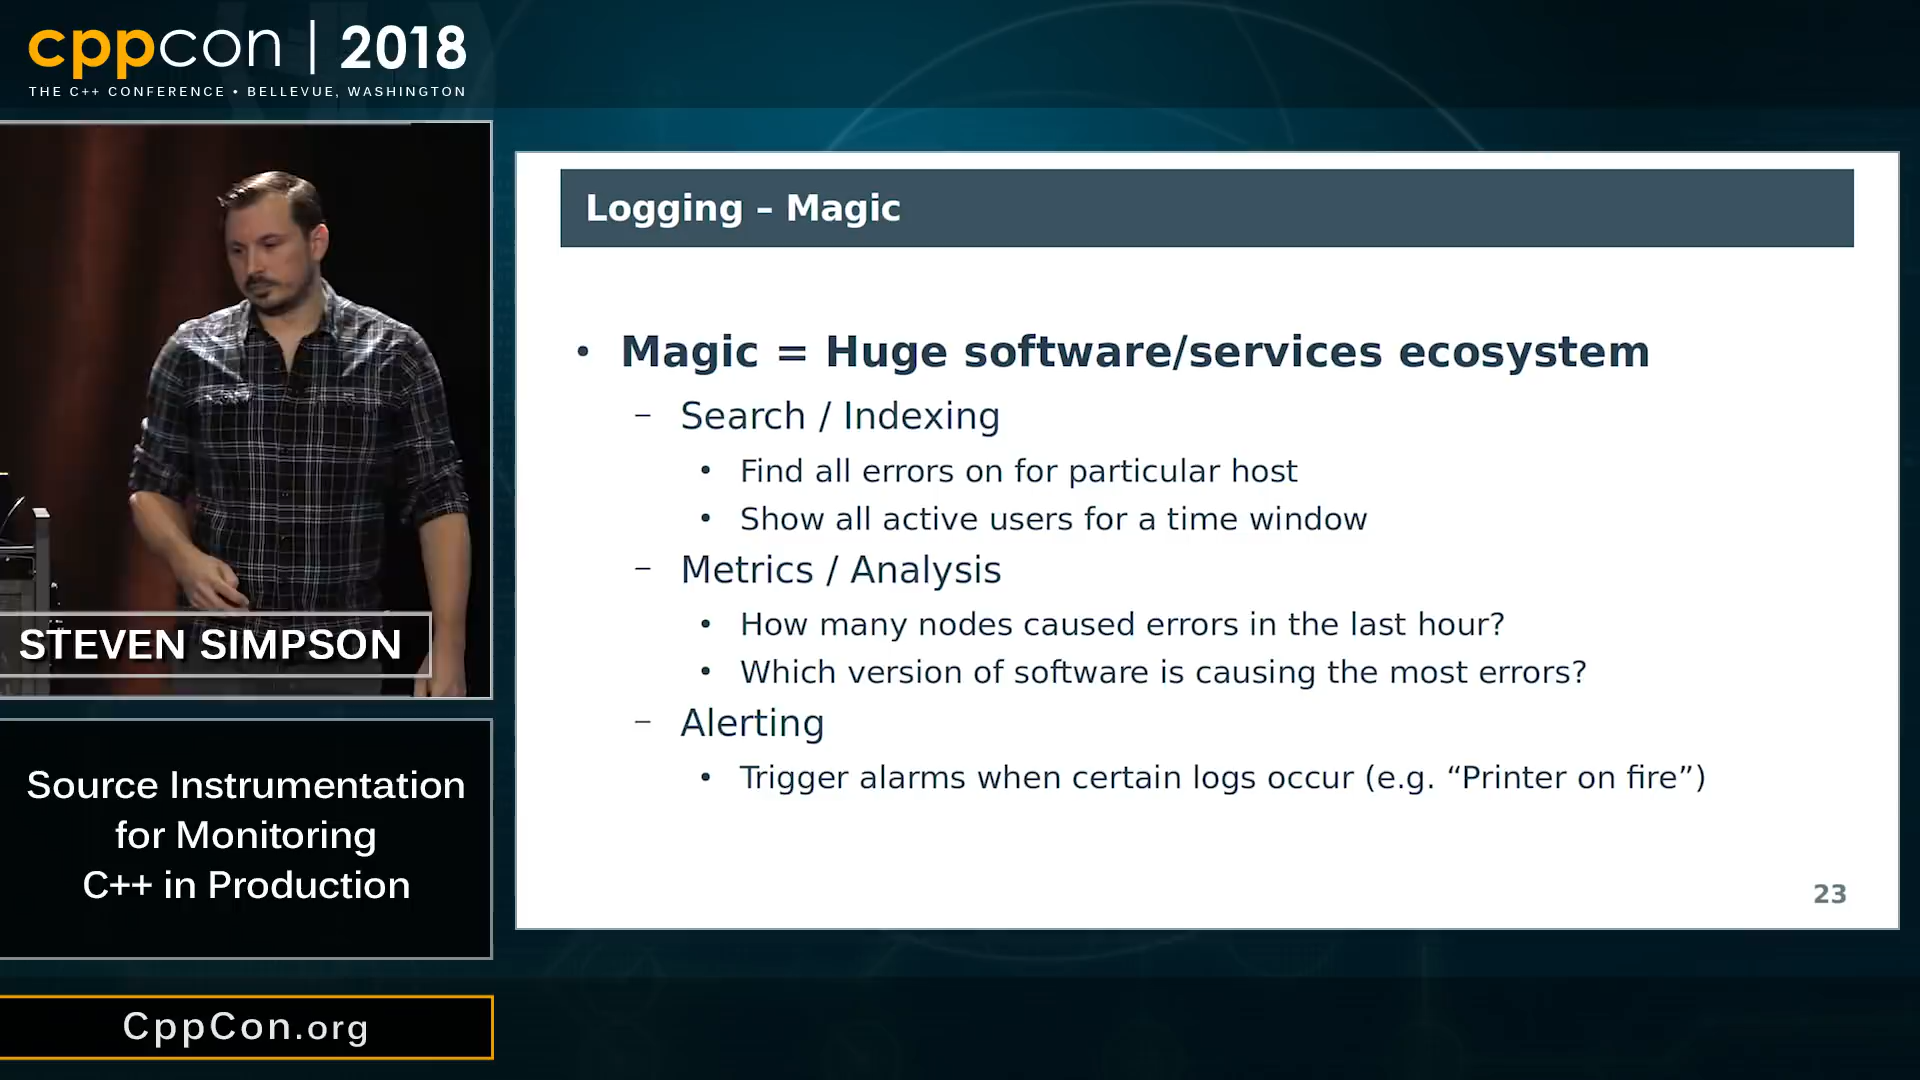 cppcon | 2018
THE C++ CONFERENCE • BELLEVUE, WASHINGTON
STEVEN SIMPSON
Source Instrumentation
for Monitoring
C++ in Production
CppCon.org
Logging – Magic
• Magic = Huge software/services ecosystem
– Search / Indexing
• Find all errors on for particular host
• Show all active users for a time window
– Metrics / Analysis
• How many nodes caused errors in the last hour?
• Which version of software is causing the most errors?
– Alerting
• Trigger alarms when certain logs occur (e.g. “Printer on fire”)
23